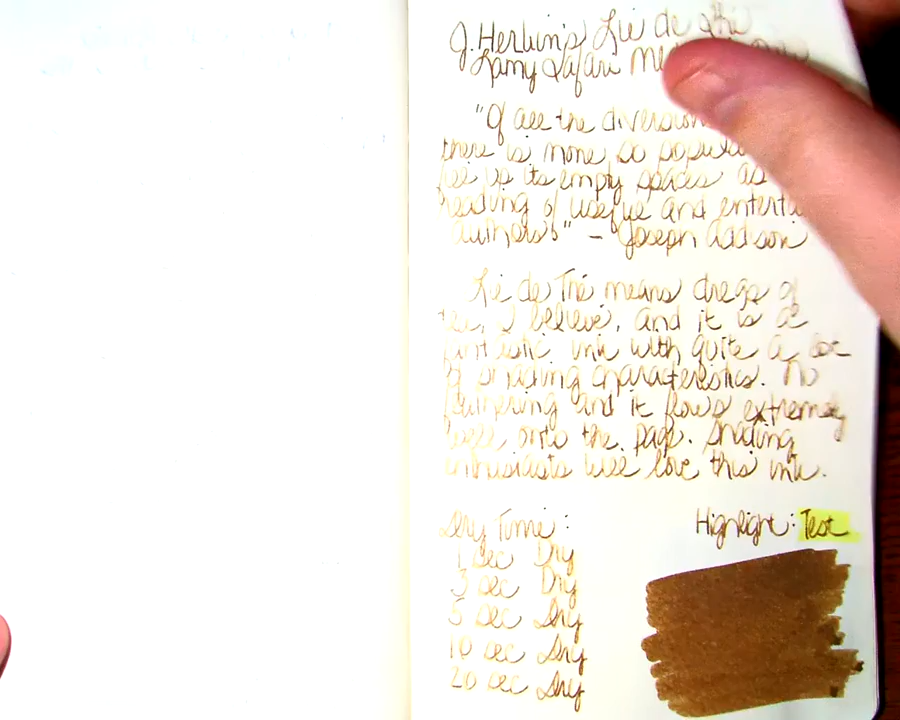 J. Herbin's Lie de Thé
Lamy Safari
"Of all the diversions
there is none so popular
fill up its empty spaces as
reading of useful and
authors" - Joseph Addison
Lie de Thé means dregs of
tea, I believe, and it is a
fantastic ink with quite a lot
of shading characteristics. No
feathering and it flows extremely
onto the page. Shading
enthusiasts will love this ink.
Dry Time:
Highlight: Test
1 sec Dry
3 sec Dry
5 sec Dry
10 sec Dry
20 sec Dry